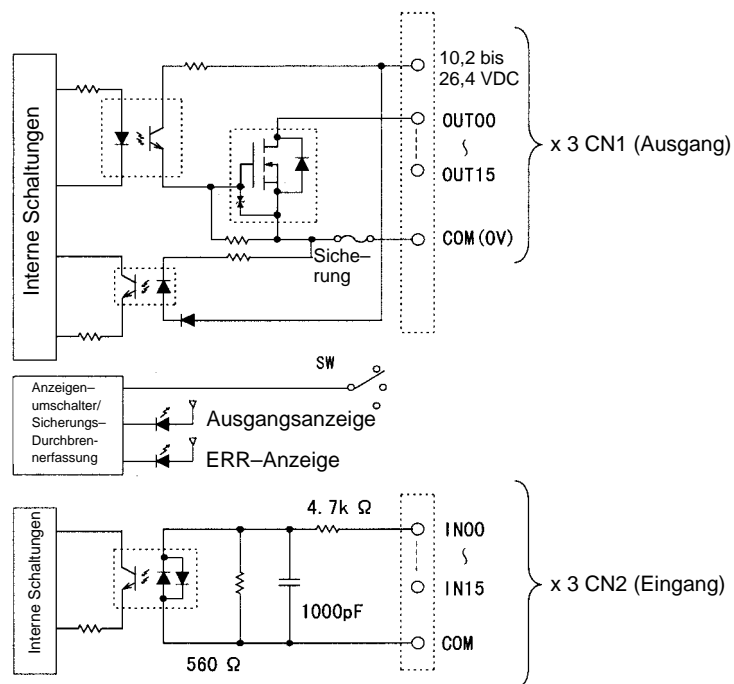 Interne Schaltungen
10,2 bis
26,4 VDC
OUT00
OUT15
COM(0V)
x 3 CN1 (Ausgang)
Siche–
rung
Anzeigen–
umschalter/
Sicherungs–
Durchbren–
nerfassung
SW
Ausgangsanzeige
ERR–Anzeige
Interne Schaltungen
4.7k Ω
560 Ω
1000pF
IN00
IN15
COM
x 3 CN2 (Eingang)